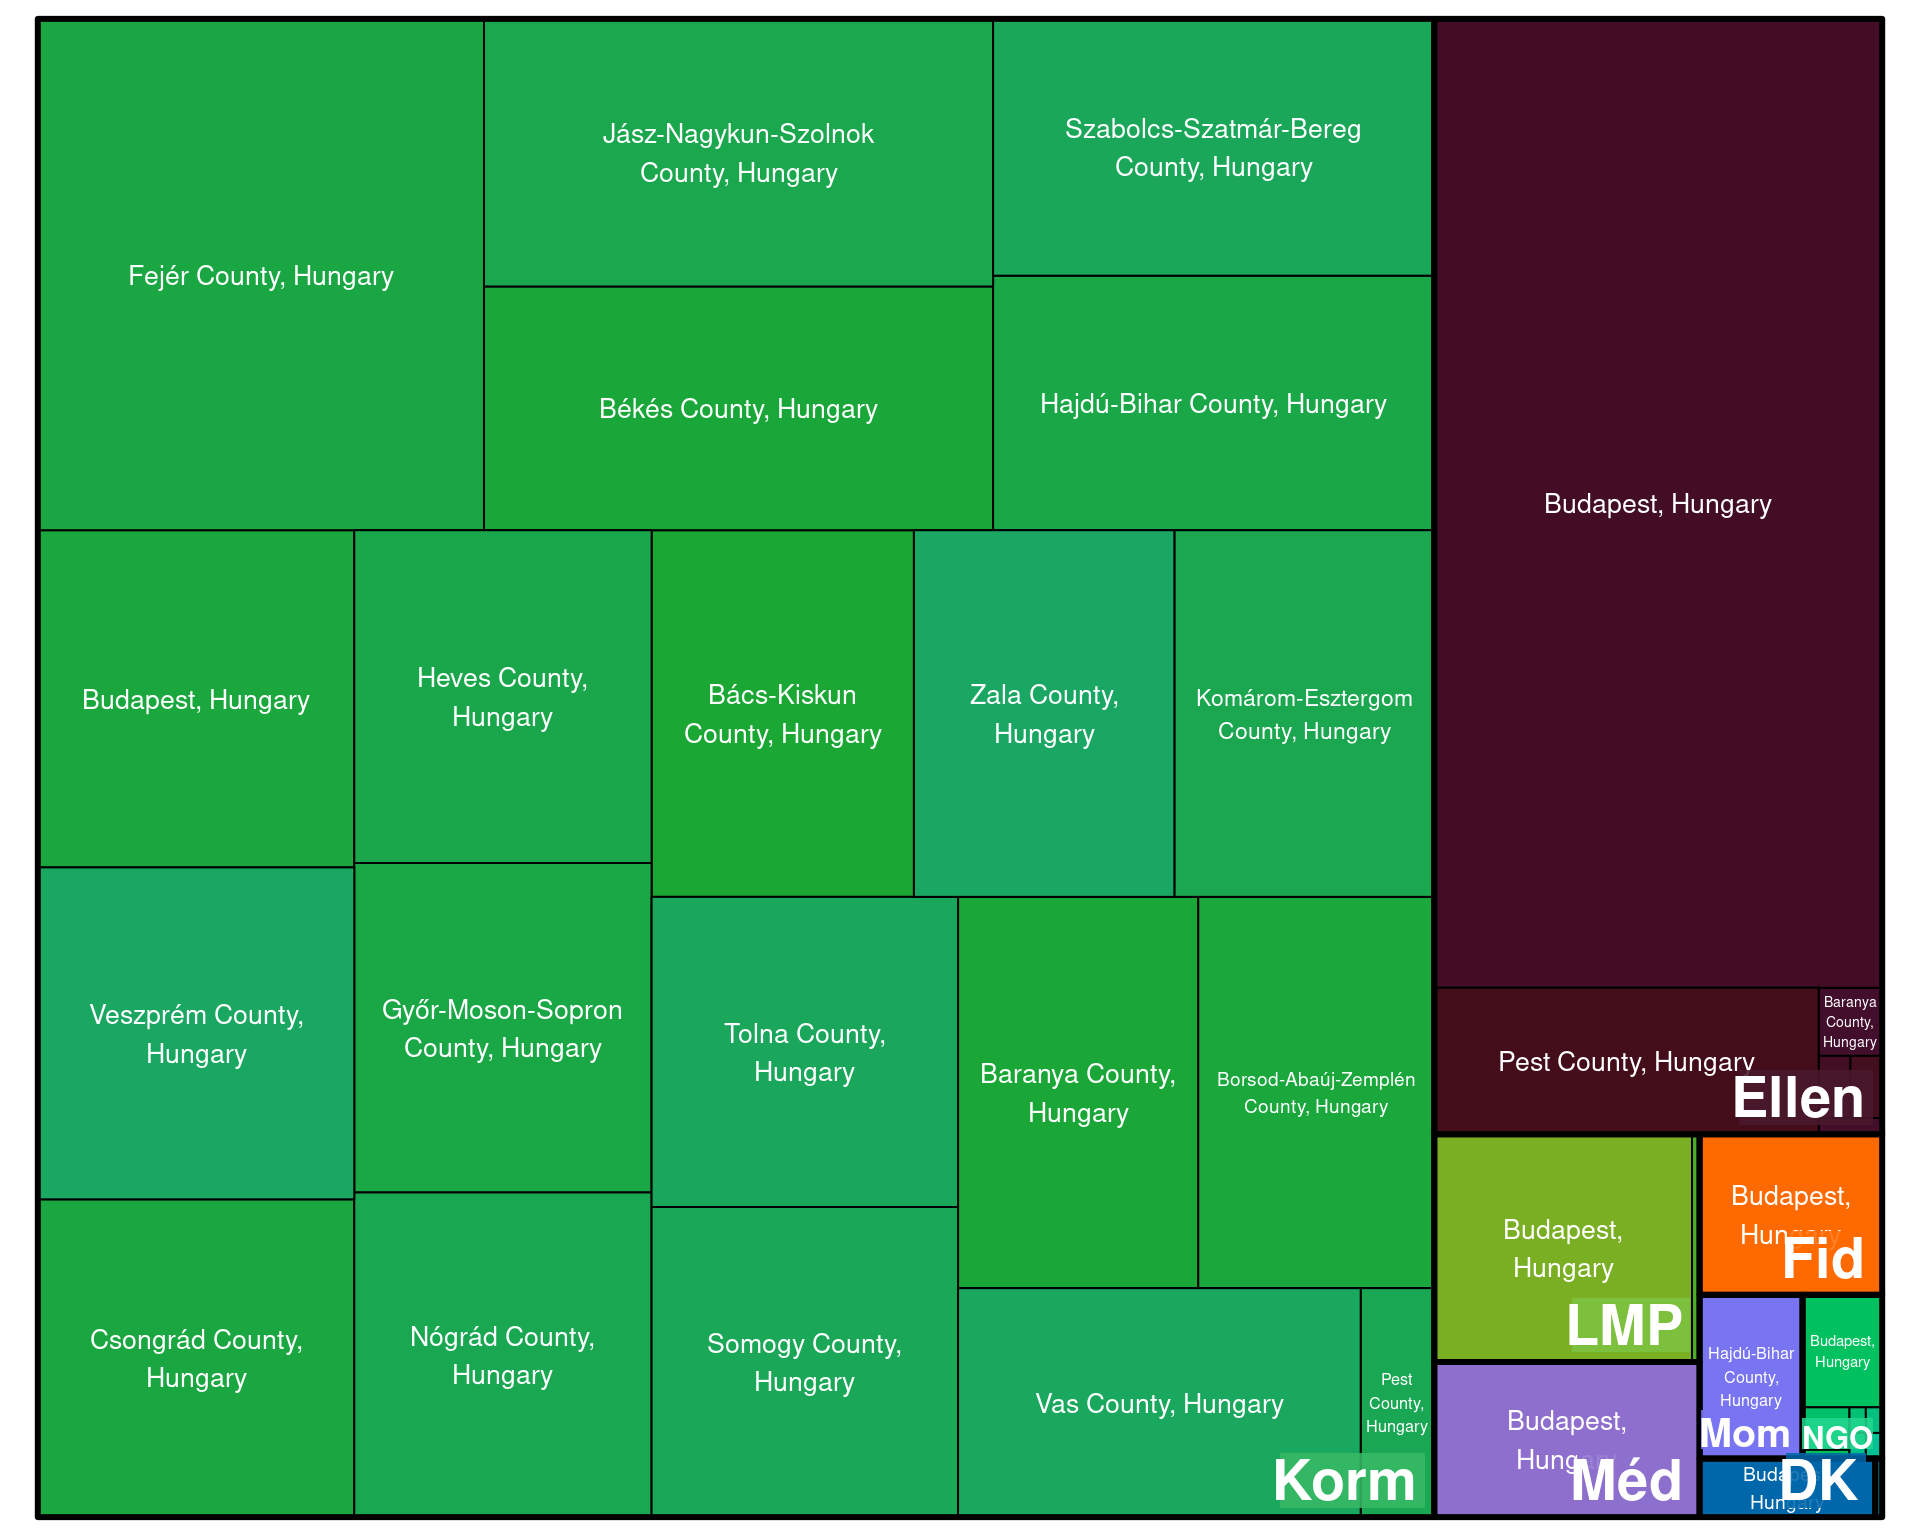 Fejér County, Hungary
Jász-Nagykun-Szolnok
County, Hungary
Szabolcs-Szatmár-Bereg
County, Hungary
Békés County, Hungary
Hajdú-Bihar County, Hungary
Budapest, Hungary
Heves County,
Hungary
Bács-Kiskun
County, Hungary
Zala County,
Hungary
Komárom-Esztergom
County, Hungary
Veszprém County,
Hungary
Győr-Moson-Sopron
County, Hungary
Tolna County,
Hungary
Baranya County,
Hungary
Borsod-Abaúj-Zemplén
County, Hungary
Csongrád County,
Hungary
Nógrád County,
Hungary
Somogy County,
Hungary
Vas County, Hungary
Pest
County,
Hungary
Korm
Budapest, Hungary
Pest County, Hungary
Baranya
County,
Hungary
Ellen
Budapest,
Hungary
LMP
Budapest,
Hungary
Fid
Budapest,
Hungary
Méd
Hajdú-Bihar
County,
Hungary
Mom
Budapest,
Hungary
NGO
Budapest,
Hungary
DK